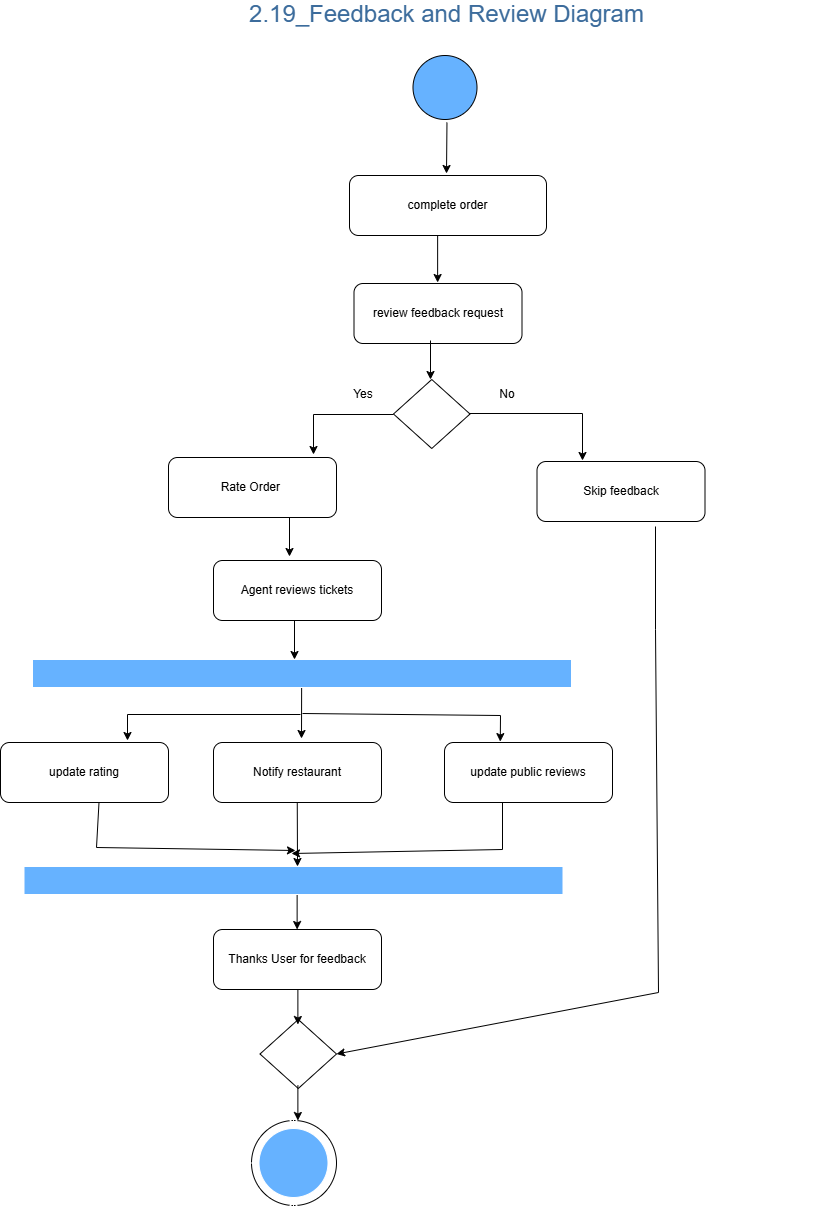 2.19_Feedback and Review Diagram
complete order
review feedback request
Yes
No
Rate Order
Skip feedback
Agent reviews tickets
update rating
Notify restaurant
update public reviews
Thanks User for feedback